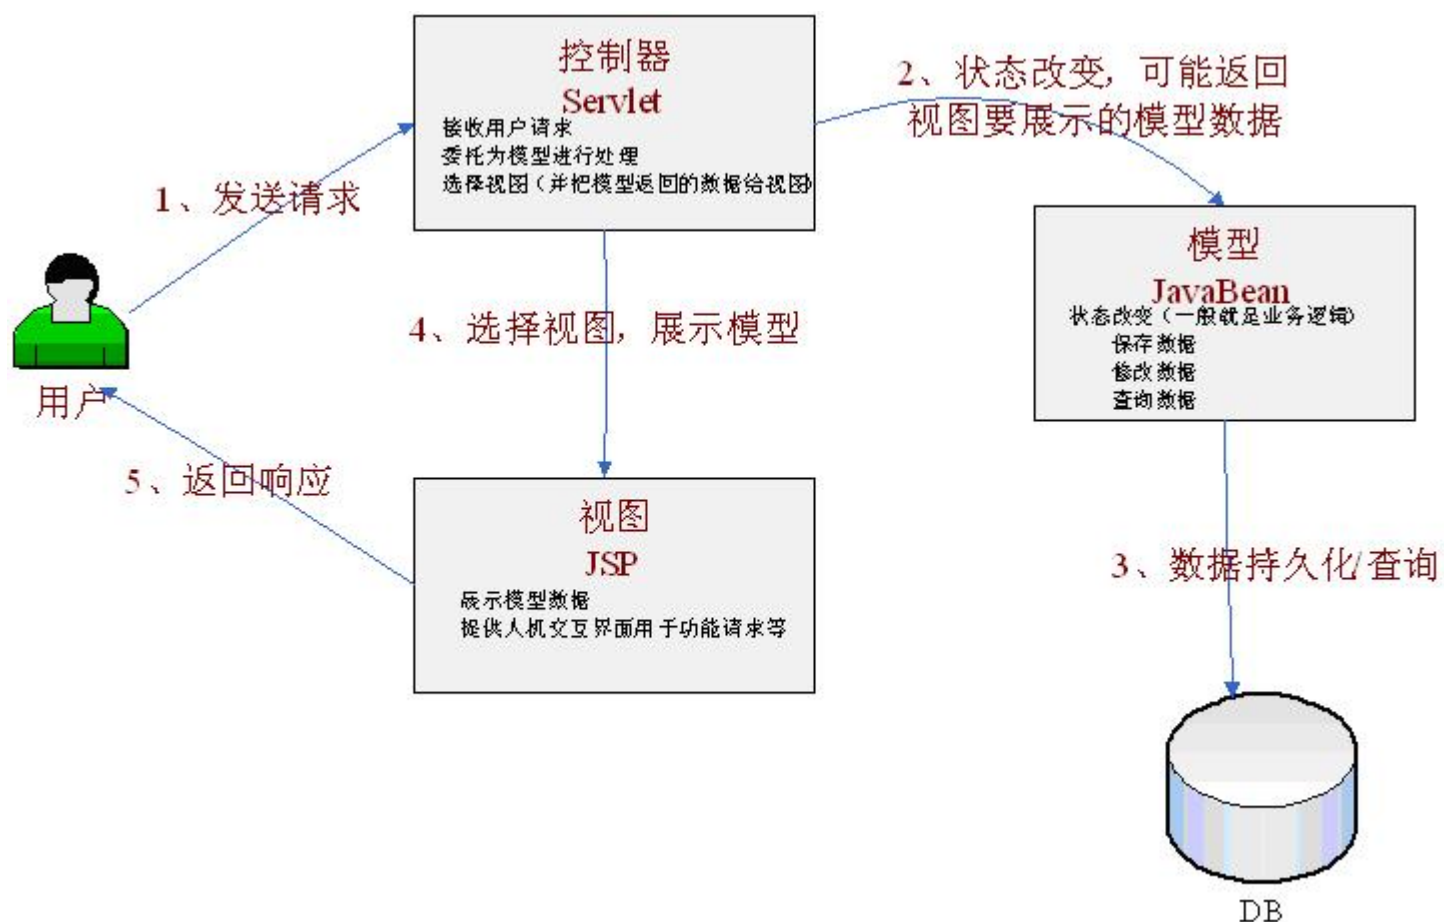 控制器
Servlet
接收用户请求
委托为模型进行处理
选择视图（并把模型返回的数据给视图）
2、状态改变，可能返回
视图要展示的模型数据
1、发送请求
模型
JavaBean
状态改变（一般就是业务逻辑）
保存数据
修改数据
查询数据
4、选择视图，展示模型
用户
5、返回响应
视图
JSP
展示模型数据
提供人机交互界面用于功能请求等
3、数据持久化/查询
DB